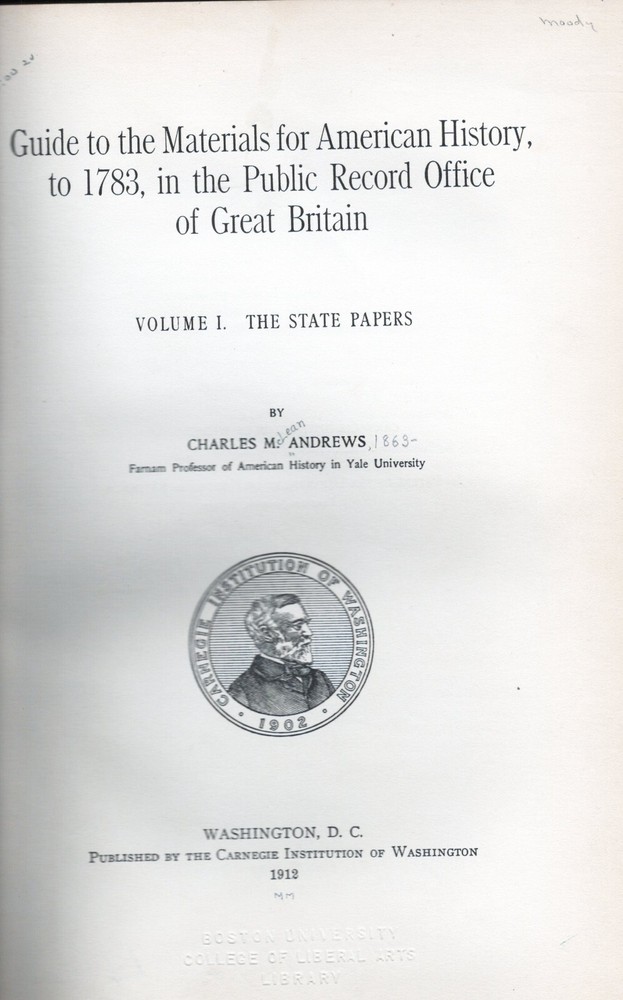 moody
Guide to the Materials for American History,
to 1783, in the Public Record Office
of Great Britain
VOLUME I. THE STATE PAPERS
BY
CHARLES McLean ANDREWS, 1863-
Farnam Professor of American History in Yale University
CARNEGIE INSTITUTION OF WASHINGTON
· 1902 ·
WASHINGTON, D. C.
PUBLISHED BY THE CARNEGIE INSTITUTION OF WASHINGTON
1912
MM
BOSTON UNIVERSITY
COLLEGE OF LIBERAL ARTS
LIBRARY